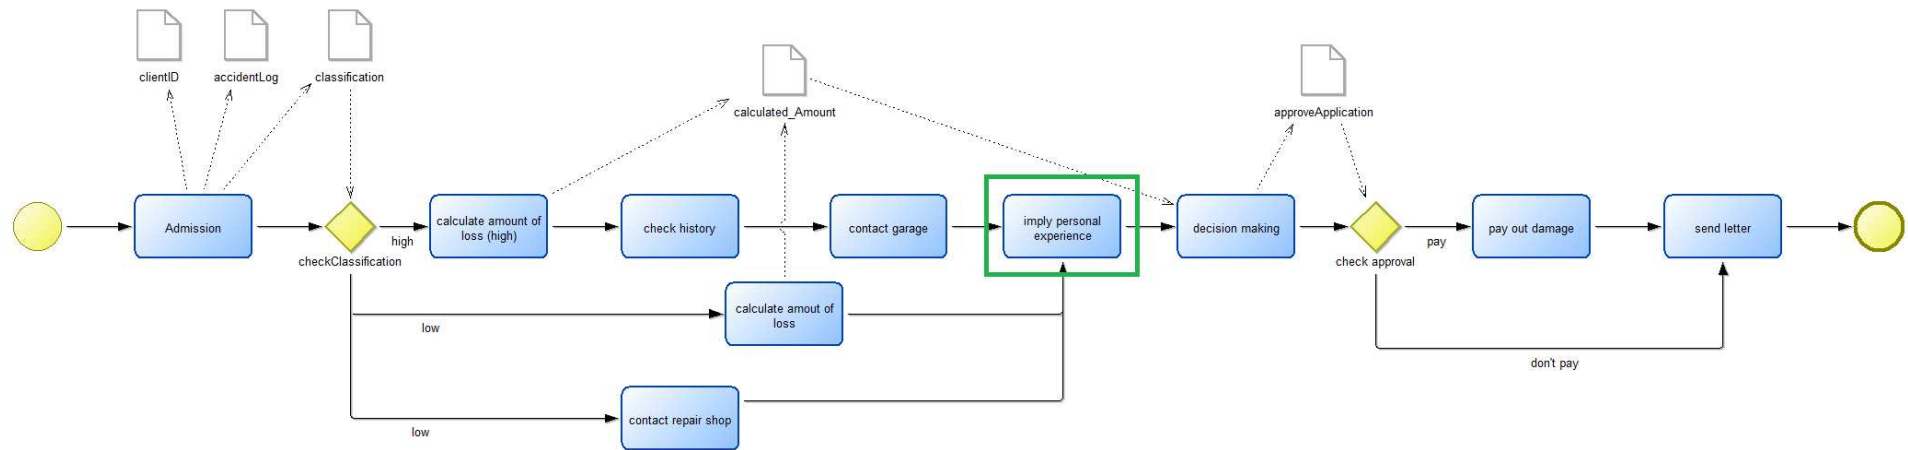 clientID
accidentLog
classification
calculated_Amount
approveApplication
Admission
checkClassification
high
calculate amount of
loss (high)
check history
contact garage
imply personal
experience
decision making
check approval
pay
pay out damage
send letter
low
calculate amout of
loss
don't pay
low
contact repair shop